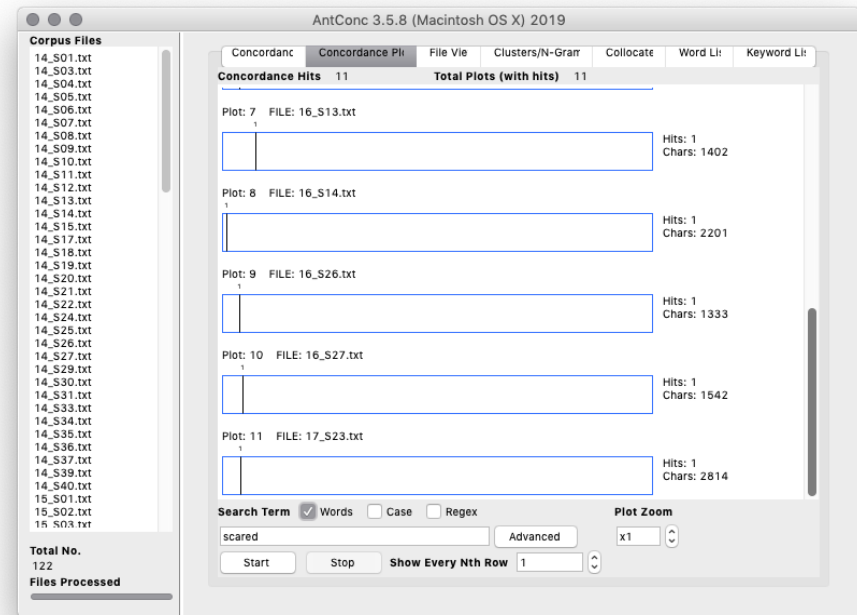 AntConc 3.5.8 (Macintosh OS X) 2019
Corpus Files
14_S01.txt
14_S03.txt
14_S04.txt
14_S05.txt
14_S06.txt
14_S07.txt
14_S08.txt
14_S09.txt
14_S10.txt
14_S11.txt
14_S12.txt
14_S13.txt
14_S14.txt
14_S15.txt
14_S17.txt
14_S18.txt
14_S19.txt
14_S20.txt
14_S21.txt
14_S22.txt
14_S24.txt
14_S25.txt
14_S26.txt
14_S27.txt
14_S29.txt
14_S30.txt
14_S31.txt
14_S33.txt
14_S34.txt
14_S35.txt
14_S36.txt
14_S37.txt
14_S39.txt
14_S40.txt
15_S01.txt
15_S02.txt
15_S03.txt
Total No.
122
Files Processed
Concordanc Concordance Plo File Vie Clusters/N-Gram Collocate Word Li Keyword Li
Concordance Hits 11 Total Plots (with hits) 11
Plot: 7 FILE: 16_S13.txt
1
Hits: 1
Chars: 1402
Plot: 8 FILE: 16_S14.txt
1
Hits: 1
Chars: 2201
Plot: 9 FILE: 16_S26.txt
1
Hits: 1
Chars: 1333
Plot: 10 FILE: 16_S27.txt
1
Hits: 1
Chars: 1542
Plot: 11 FILE: 17_S23.txt
1
Hits: 1
Chars: 2814
Search Term Words Case Regex Plot Zoom
scared Advanced x1
Start Stop Show Every Nth Row 1